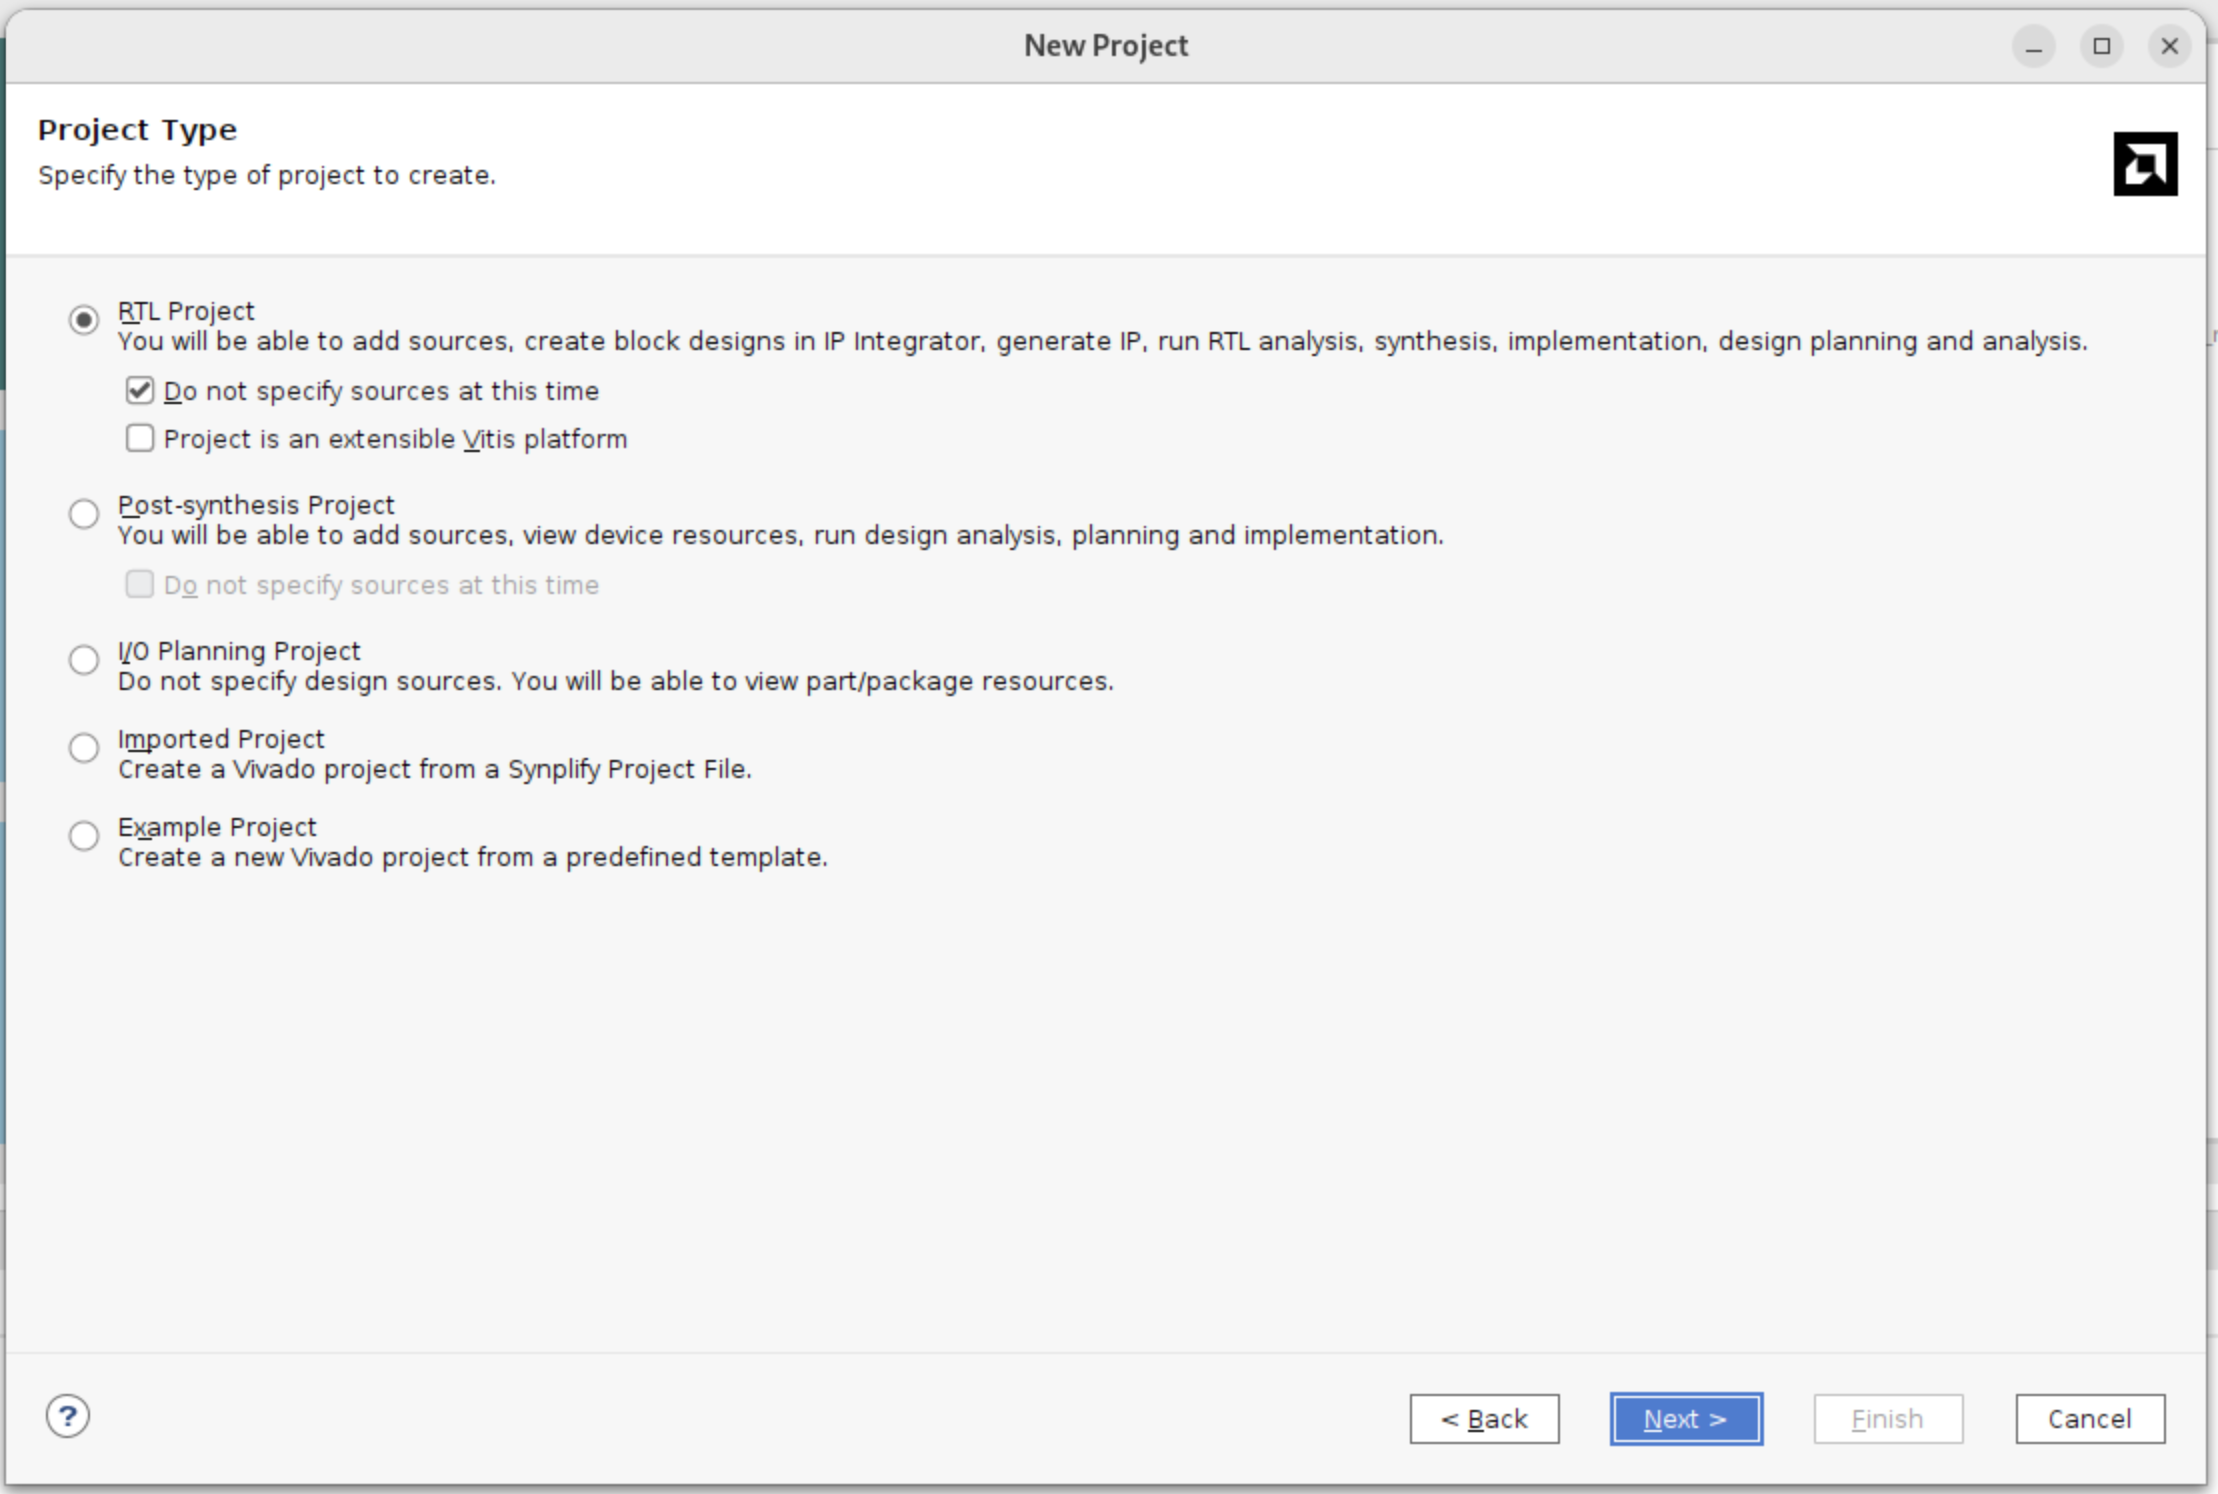 New Project
Project Type
Specify the type of project to create.
RTL Project
You will be able to add sources, create block designs in IP Integrator, generate IP, run RTL analysis, synthesis, implementation, design planning and analysis.
Do not specify sources at this time
Project is an extensible Vitis platform
Post-synthesis Project
You will be able to add sources, view device resources, run design analysis, planning and implementation.
Do not specify sources at this time
I/O Planning Project
Do not specify design sources. You will be able to view part/package resources.
Imported Project
Create a Vivado project from a Synplify Project File.
Example Project
Create a new Vivado project from a predefined template.
? < Back Next > Finish Cancel